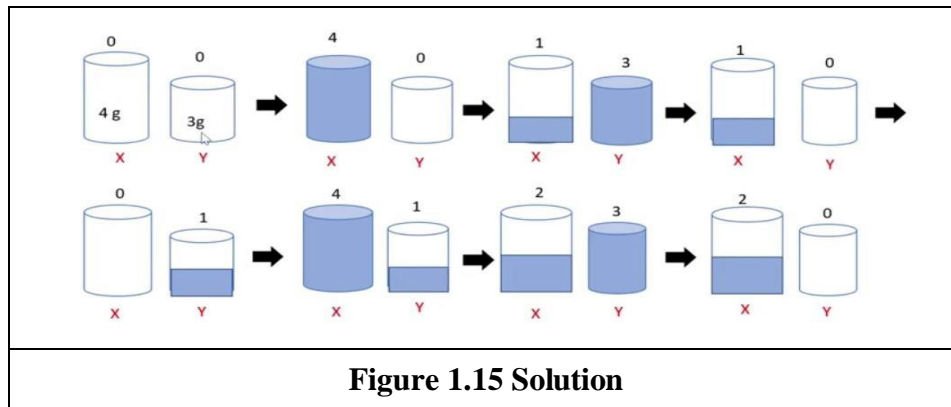 0 0 4 0 1 3 1 0
4 g 3g
X Y X Y X Y X Y
0 1 4 1 2 3 2 0
X Y X Y X Y X Y
Figure 1.15 Solution